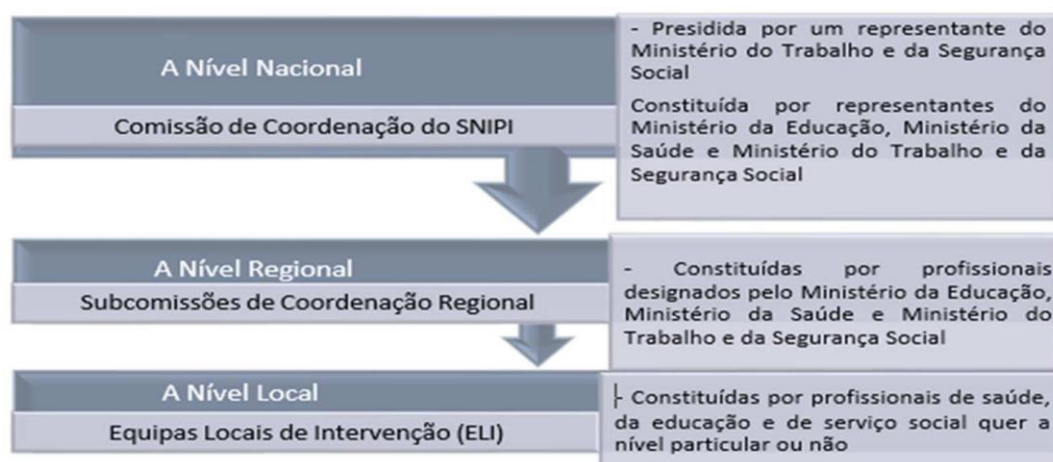 A Nível Nacional
Comissão de Coordenação do SNIPI
- Presidida por um representante do
Ministério do Trabalho e da Segurança
Social
Constituída por representantes do
Ministério da Educação, Ministério da
Saúde e Ministério do Trabalho e da
Segurança Social
A Nível Regional
Subcomissões de Coordenação Regional
- Constituídas por profissionais
designados pelo Ministério da Educação,
Ministério da Saúde e Ministério do
Trabalho e da Segurança Social
A Nível Local
Equipas Locais de Intervenção (ELI)
- Constituídas por profissionais de saúde,
da educação e de serviço social quer a
nível particular ou não